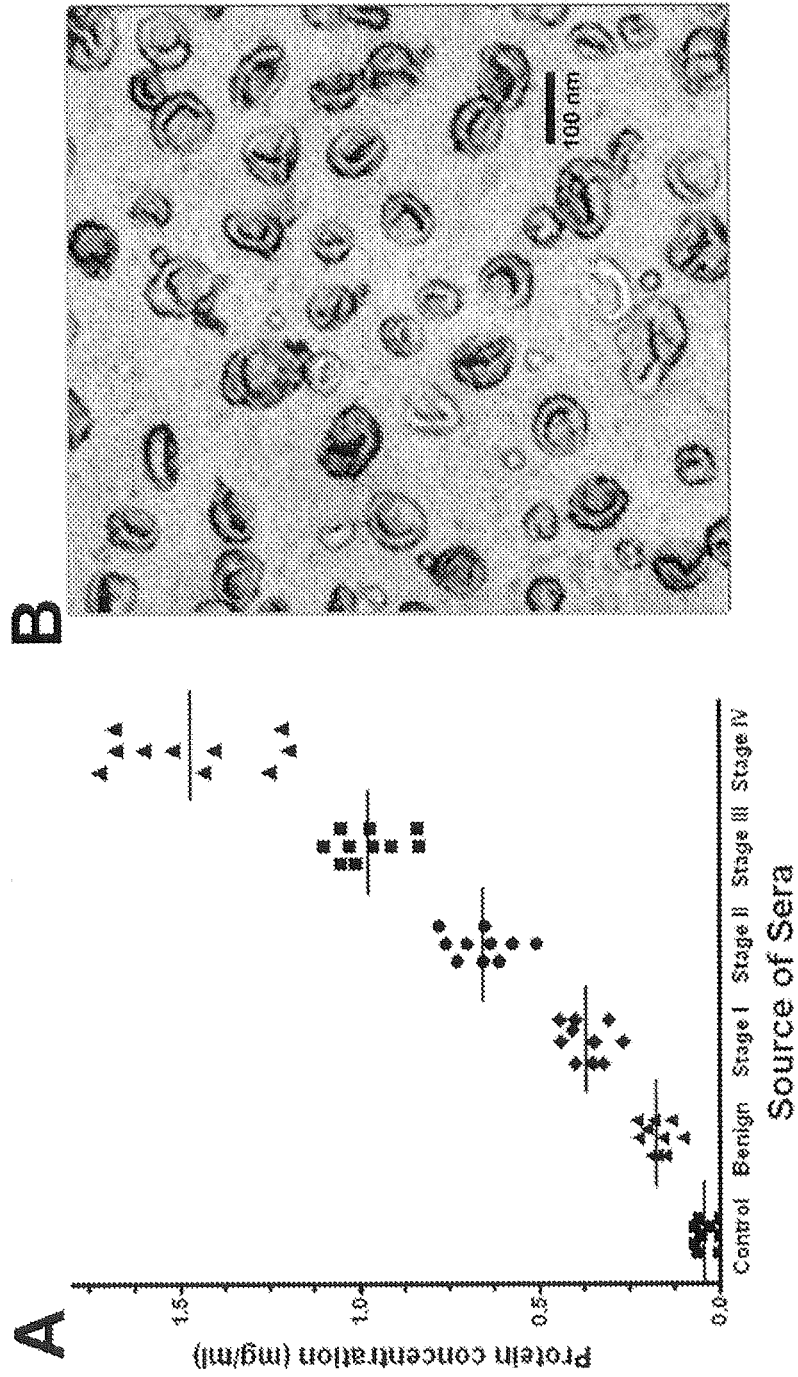 A
Protein concentration (mg/ml)
1.5
1.0
0.5
0.0
Control Benign Stage I Stage II Stage III Stage IV
Source of Sera
B
100 nm